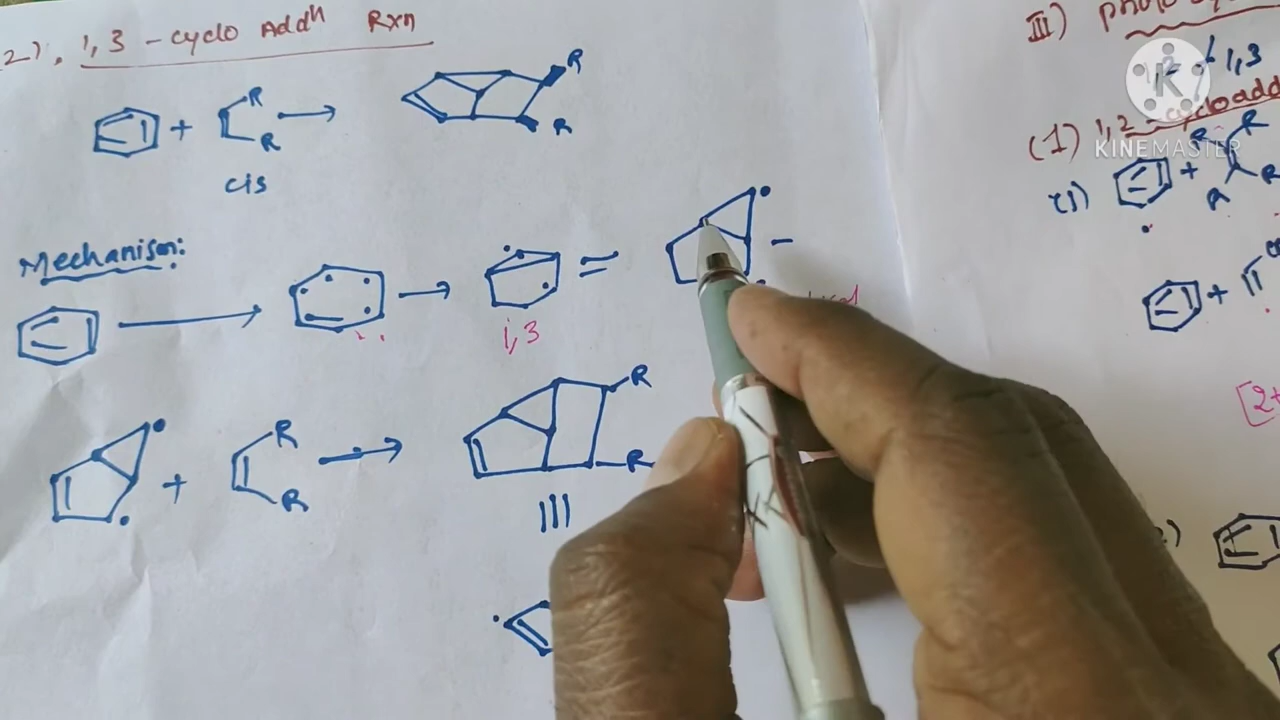 2). 1,3 - cyclo Addn Rxn
R
R
+
R
R
cis
Mechanism:
1,3
R
R
+
R
R
III)
1,3
(1) 1,2 - cycloadd
(1)
+
R
R
R
R
+
[2+
K
KINEMASTER